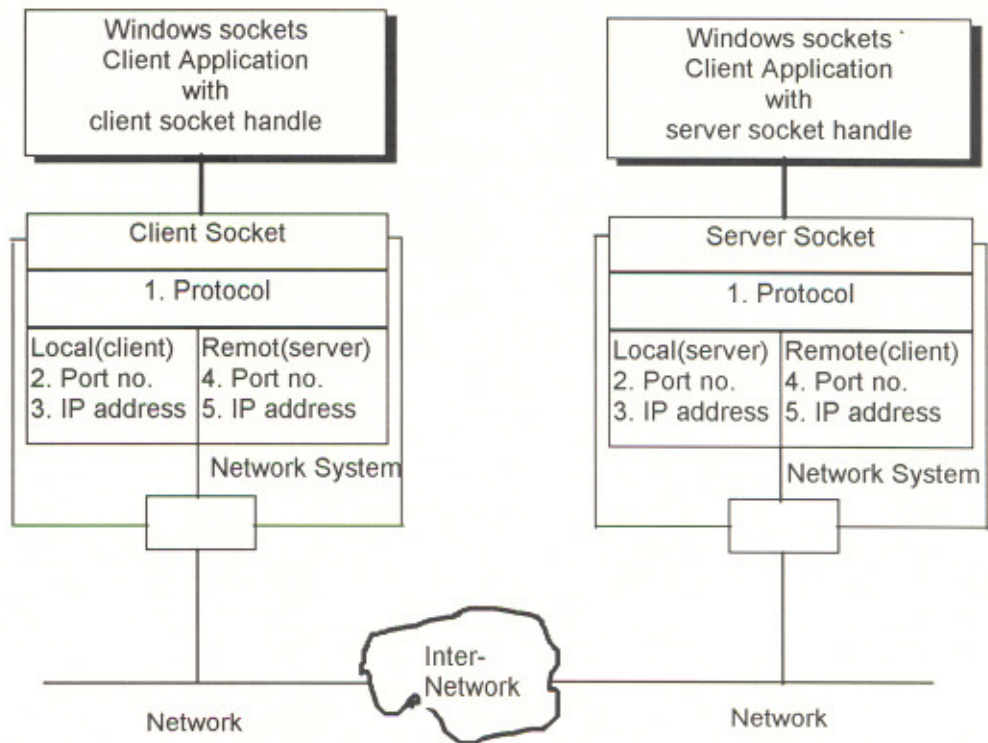 Windows sockets
Client Application
with
client socket handle
Windows sockets
Client Application
with
server socket handle
Client Socket
1. Protocol
Local(client)
2. Port no.
3. IP address
Remot(server)
4. Port no.
5. IP address
Network System
Server Socket
1. Protocol
Local(server)
2. Port no.
3. IP address
Remote(client)
4. Port no.
5. IP address
Network System
Inter-
Network
Network
Network